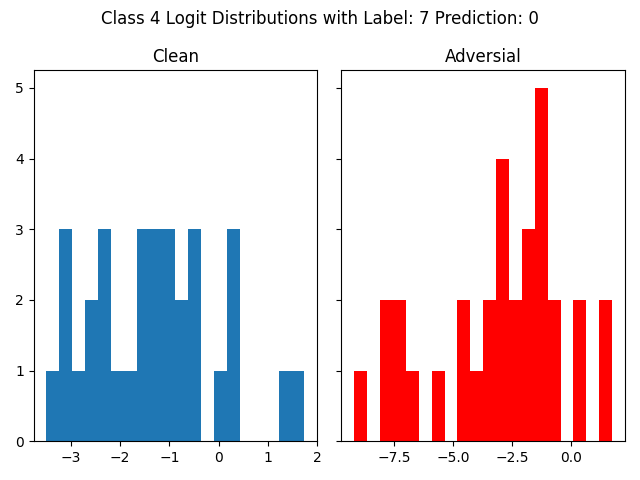 Class 4 Logit Distributions with Label: 7 Prediction: 0
Clean
Adversial
5
4
3
2
1
0
−3 −2 −1 0 1 2
−7.5 −5.0 −2.5 0.0